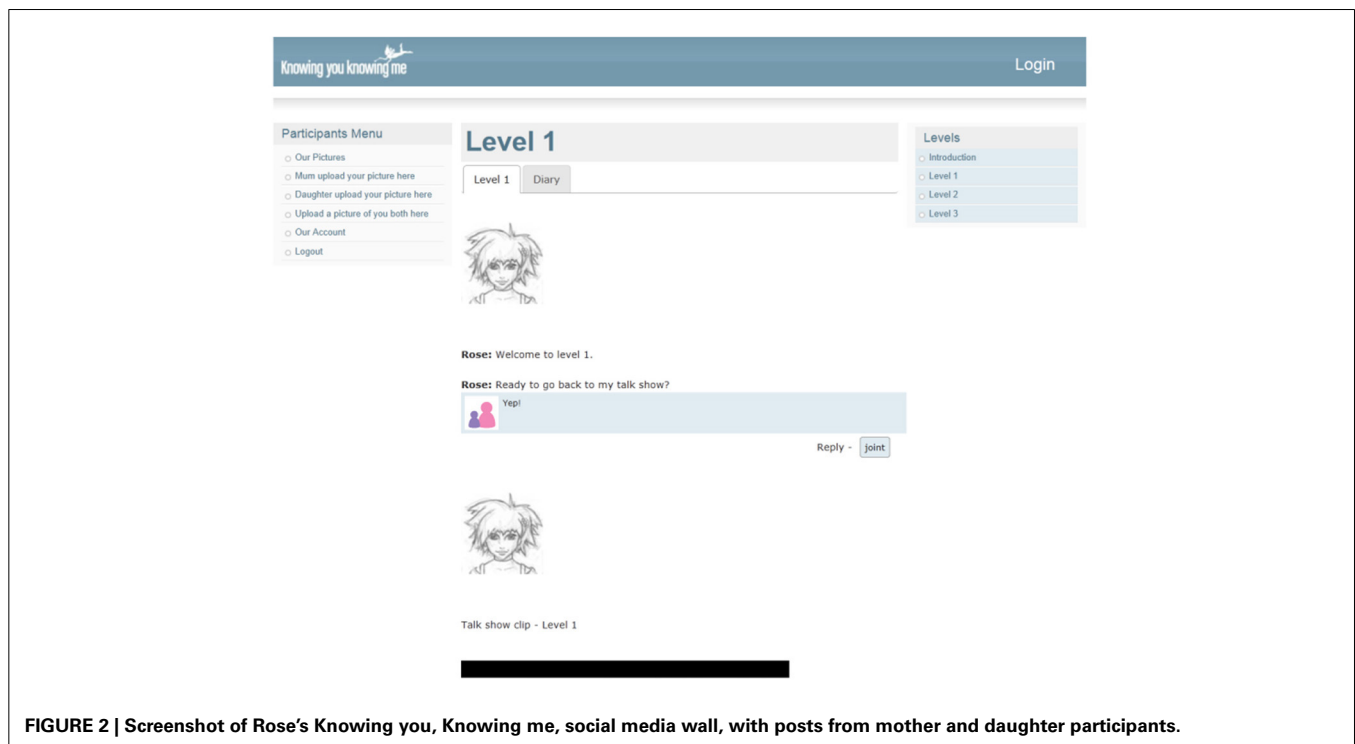 Knowing you knowing me
Login
Participants Menu
Our Pictures
Mum upload your picture here
Daughter upload your picture here
Upload a picture of you both here
Our Account
Logout
Level 1
Level 1
Diary
Rose: Welcome to level 1.
Rose: Ready to go back to my talk show?
Yep!
Reply - joint
Talk show clip - Level 1
Levels
Introduction
Level 1
Level 2
Level 3
FIGURE 2 | Screenshot of Rose's Knowing you, Knowing me, social media wall, with posts from mother and daughter participants.